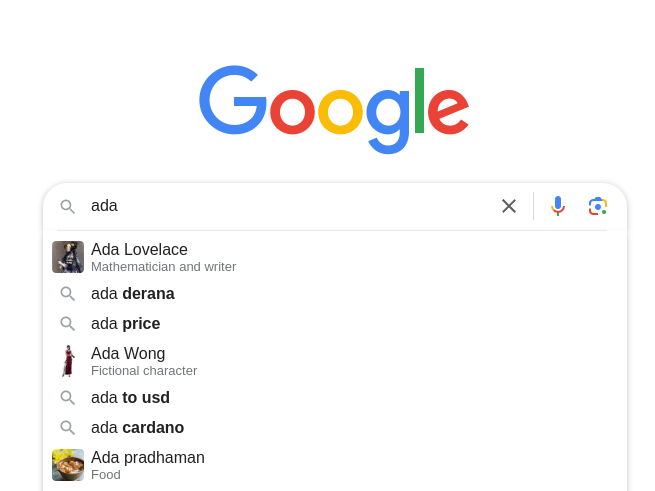 Google
ada
Ada Lovelace
Mathematician and writer
ada derana
ada price
Ada Wong
Fictional character
ada to usd
ada cardano
Ada pradhaman
Food